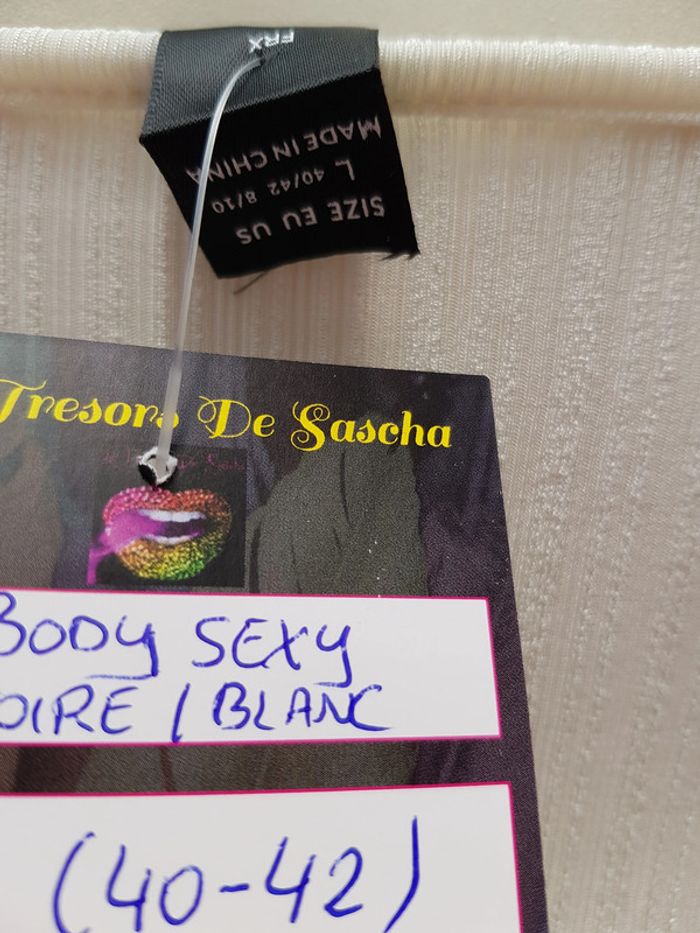 FRX
MADE IN CHINA
L 40/42 8/10
SIZE EU US
Tresors De Sascha
BODY SEXY
OIRE / BLANC
(40-42)